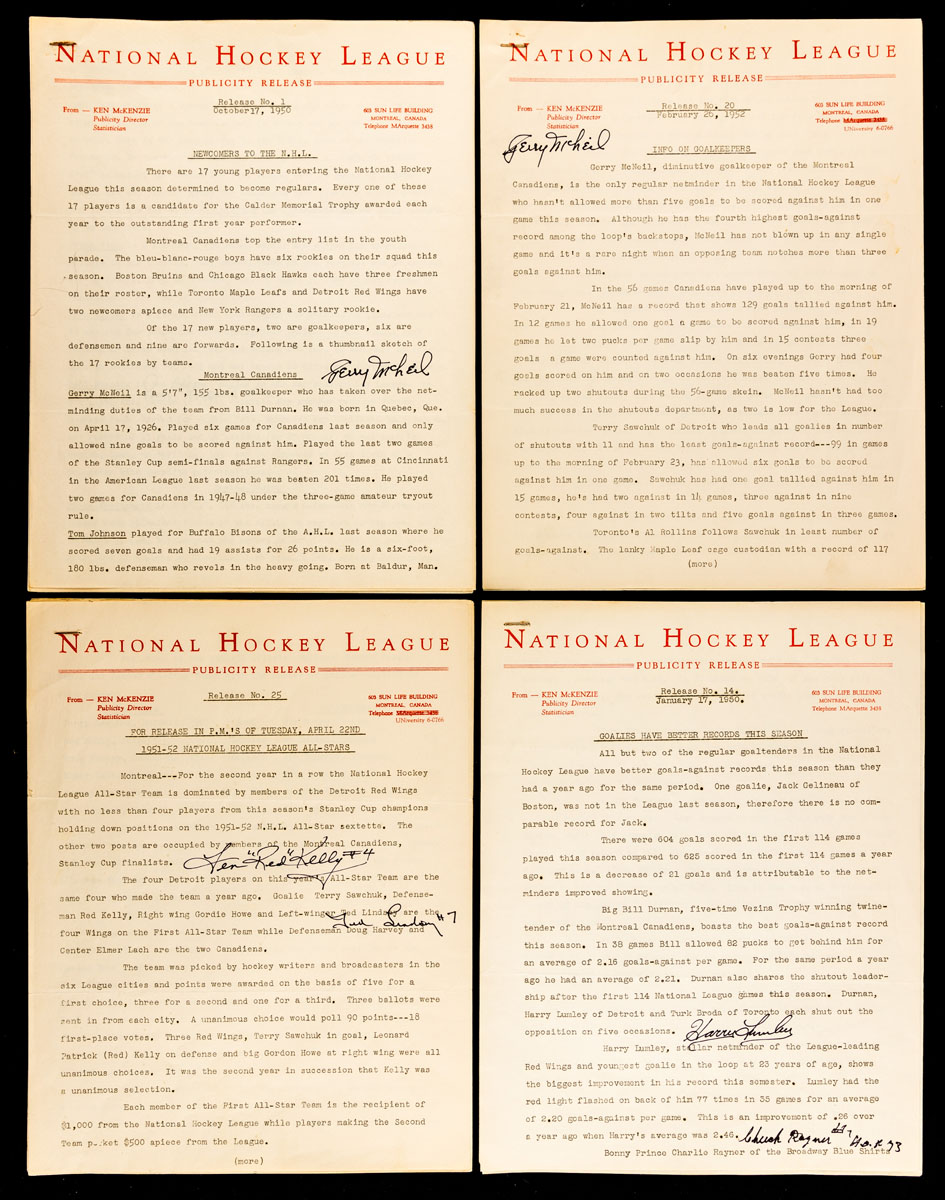 NATIONAL HOCKEY LEAGUE
PUBLICITY RELEASE
From — KEN McKENZIE
Publicity Director
Statistician
Release No. 1
October 17, 1950
603 SUN LIFE BUILDING
MONTREAL, CANADA
Telephone MArquette 3458
NEWCOMERS TO THE N.H.L.
There are 17 young players entering the National Hockey
League this season determined to become regulars. Every one of these
17 players is a candidate for the Calder Memorial Trophy awarded each
year to the outstanding first year performer.
Montreal Canadiens top the entry list in the youth
parade. The bleu-blanc-rouge boys have six rookies on their squad this
season. Boston Bruins and Chicago Black Hawks each have three freshmen
on their roster, while Toronto Maple Leafs and Detroit Red Wings have
two newcomers apiece and New York Rangers a solitary rookie.
Of the 17 new players, two are goalkeepers, six are
defensemen and nine are forwards. Following is a thumbnail sketch of
the 17 rookies by teams.
Montreal Canadiens
Gerry McNeil
Gerry McNeil is a 5'7", 155 lbs. goalkeeper who has taken over the net-
minding duties of the team from Bill Durnan. He was born in Quebec, Que.
on April 17, 1926. Played six games for Canadiens last season and only
allowed nine goals to be scored against him. Played the last two games
of the Stanley Cup semi-finals against Rangers. In 55 games at Cincinnati
in the American League last season he was beaten 201 times. He played
two games for Canadiens in 1947-48 under the three-game amateur tryout
rule.
Tom Johnson played for Buffalo Bisons of the A.H.L. last season where he
scored seven goals and had 19 assists for 26 points. He is a six-foot,
180 lbs. defenseman who revels in the heavy going. Born at Baldur, Man.
NATIONAL HOCKEY LEAGUE
PUBLICITY RELEASE
From — KEN McKENZIE
Publicity Director
Statistician
Release No. 20
February 26, 1952
603 SUN LIFE BUILDING
MONTREAL, CANADA
Telephone MArquette 3458
UNiversity 6-0766
Gerry McNeil
INFO ON GOALKEEPERS
Gerry McNeil, diminutive goalkeeper of the Montreal
Canadiens, is the only regular netminder in the National Hockey League
who hasn't allowed more than five goals to be scored against him in one
game this season. Although he has the fourth highest goals-against
record among the loop's backstops, McNeil has not blown up in any single
game and it's a rare night when an opposing team notches more than three
goals against him.
In the 56 games Canadiens have played up to the morning of
February 21, McNeil has a record that shows 129 goals tallied against him.
In 12 games he allowed one goal a game to be scored against him, in 19
games he let two pucks per game slip by him and in 15 contests three
goals a game were counted against him. On six evenings Gerry had four
goals scored on him and on two occasions he was beaten five times. He
racked up two shutouts during the 56-game skein. McNeil hasn't had too
much success in the shutouts department, as two is low for the League.
Terry Sawchuk of Detroit who leads all goalies in number
of shutouts with 11 and has the least goals-against record---99 in games
up to the morning of February 23, has allowed six goals to be scored
against him in one game. Sawchuk has had one goal tallied against him in
15 games, he's had two against in 14 games, three against in nine
contests, four against in two tilts and five goals against in three games.
Toronto's Al Rollins follows Sawchuk in least number of
goals-against. The lanky Maple Leaf cage custodian with a record of 117
(more)
NATIONAL HOCKEY LEAGUE
PUBLICITY RELEASE
From — KEN McKENZIE
Publicity Director
Statistician
Release No. 25
603 SUN LIFE BUILDING
MONTREAL, CANADA
Telephone MArquette 3458
UNiversity 6-0766
FOR RELEASE IN P.M.'S OF TUESDAY, APRIL 22ND
1951-52 NATIONAL HOCKEY LEAGUE ALL-STARS
Montreal---For the second year in a row the National Hockey
League All-Star Team is dominated by members of the Detroit Red Wings
with no less than four players from this season's Stanley Cup champions
holding down positions on the 1951-52 N.H.L. All-Star sextette. The
other two posts are occupied by members of the Montreal Canadiens,
Stanley Cup finalists.
Len "Red" Kelly #4
The four Detroit players on this year's All-Star Team are the
same four who made the team a year ago. Goalie Terry Sawchuk, Defense-
man Red Kelly, Right wing Gordie Howe and Left-winger Ted Lindsay are the
Ted Lindsay #7
four Wings on the First All-Star Team while Defenseman Doug Harvey and
Center Elmer Lach are the two Canadiens.
The team was picked by hockey writers and broadcasters in the
six League cities and points were awarded on the basis of five for a
first choice, three for a second and one for a third. Three ballots were
sent in from each city. A unanimous choice would poll 90 points---18
first-place votes. Three Red Wings, Terry Sawchuk in goal, Leonard
Patrick (Red) Kelly on defense and big Gordon Howe at right wing were all
unanimous choices. It was the second year in succession that Kelly was
a unanimous selection.
Each member of the First All-Star Team is the recipient of
$1,000 from the National Hockey League while players making the Second
Team pocket $500 apiece from the League.
(more)
NATIONAL HOCKEY LEAGUE
PUBLICITY RELEASE
From — KEN McKENZIE
Publicity Director
Statistician
Release No. 14.
January 17, 1950.
603 SUN LIFE BUILDING
MONTREAL, CANADA
Telephone MArquette 3458
GOALIES HAVE BETTER RECORDS THIS SEASON
All but two of the regular goaltenders in the National
Hockey League have better goals-against records this season than they
had a year ago for the same period. One goalie, Jack Gelineau of
Boston, was not in the League last season, therefore there is no com-
parable record for Jack.
There were 604 goals scored in the first 114 games
played this season compared to 625 scored in the first 114 games a year
ago. This is a decrease of 21 goals and is attributable to the net-
minders improved showing.
Big Bill Durnan, five-time Vezina Trophy winning twine-
tender of the Montreal Canadiens, boasts the best goals-against record
this season. In 38 games Bill allowed 82 pucks to get behind him for
an average of 2.16 goals-against per game. For the same period a year
ago he had an average of 2.21. Durnan also shares the shutout leader-
ship after the first 114 National League games this season. Durnan,
Harry Lumley of Detroit and Turk Broda of Toronto each shut out the
opposition on five occasions.
Harry Lumley
Harry Lumley, stellar netminder of the League-leading
Red Wings and youngest goalie in the loop at 23 years of age, shows
the biggest improvement in his record this semester. Lumley had the
red light flashed on back of him 77 times in 35 games for an average
of 2.20 goals-against per game. This is an improvement of .26 over
a year ago when Harry's average was 2.46.
Chuck Rayner #1 H.O.F 73
Bonny Prince Charlie Rayner of the Broadway Blue Shirts